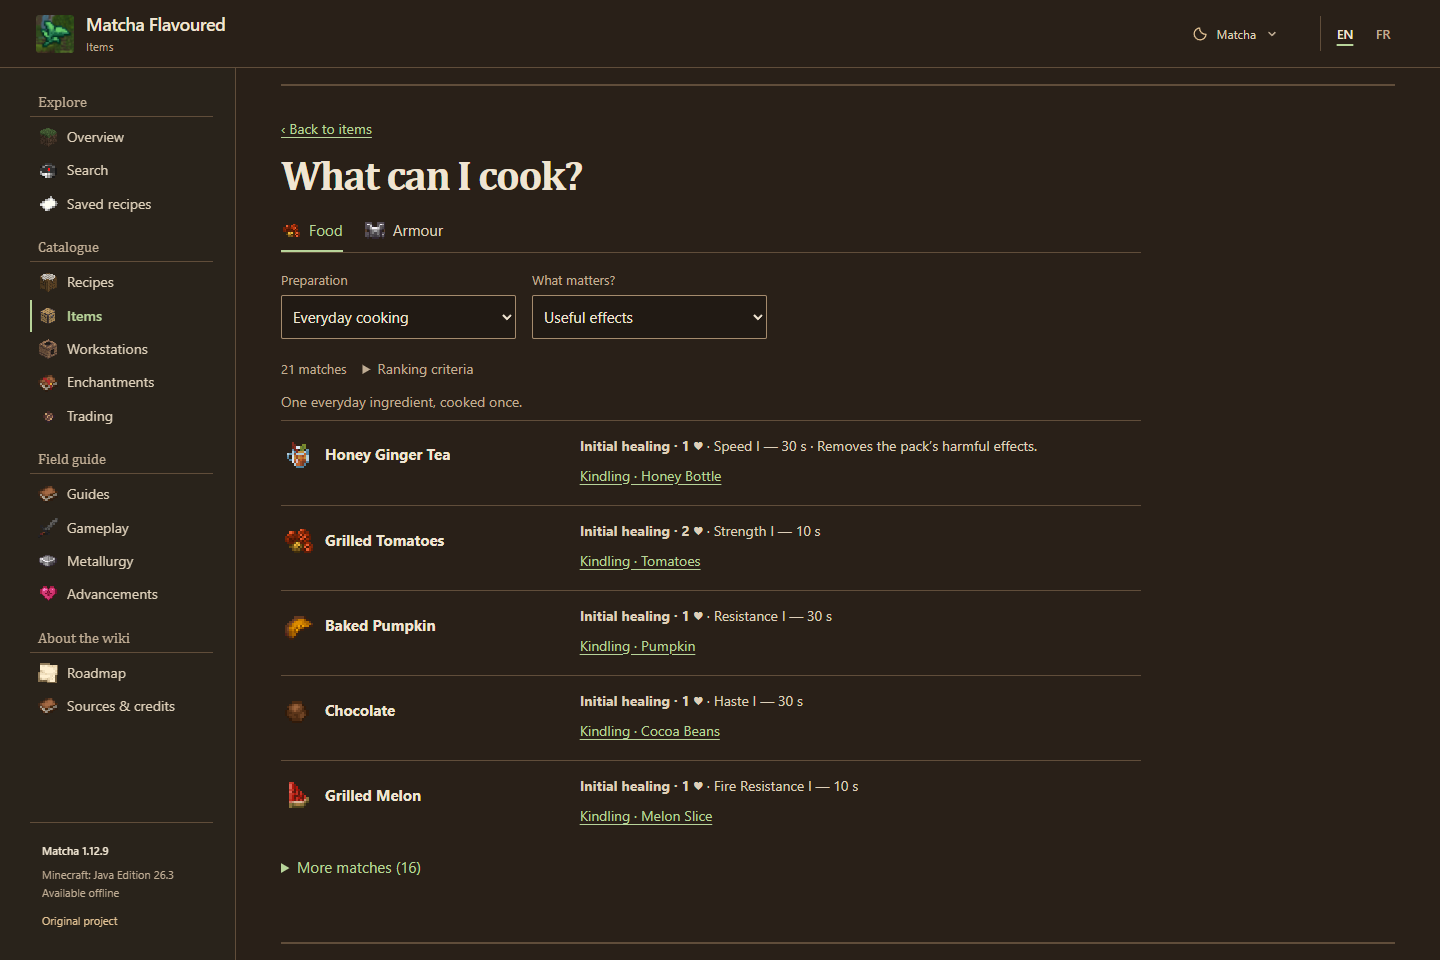 Matcha Flavoured
Items
Matcha
EN
FR
Explore
Overview
Search
Saved recipes
Catalogue
Recipes
Items
Workstations
Enchantments
Trading
Field guide
Guides
Gameplay
Metallurgy
Advancements
About the wiki
Roadmap
Sources & credits
Matcha 1.12.9
Minecraft: Java Edition 26.3
Available offline
Original project
‹ Back to items
What can I cook?
Food
Armour
Preparation
What matters?
Everyday cooking
Useful effects
21 matches
▶ Ranking criteria
One everyday ingredient, cooked once.
Honey Ginger Tea
Initial healing · 1 ♥ · Speed I — 30 s · Removes the pack’s harmful effects.
Kindling · Honey Bottle
Grilled Tomatoes
Initial healing · 2 ♥ · Strength I — 10 s
Kindling · Tomatoes
Baked Pumpkin
Initial healing · 1 ♥ · Resistance I — 30 s
Kindling · Pumpkin
Chocolate
Initial healing · 1 ♥ · Haste I — 30 s
Kindling · Cocoa Beans
Grilled Melon
Initial healing · 1 ♥ · Fire Resistance I — 10 s
Kindling · Melon Slice
▶ More matches (16)